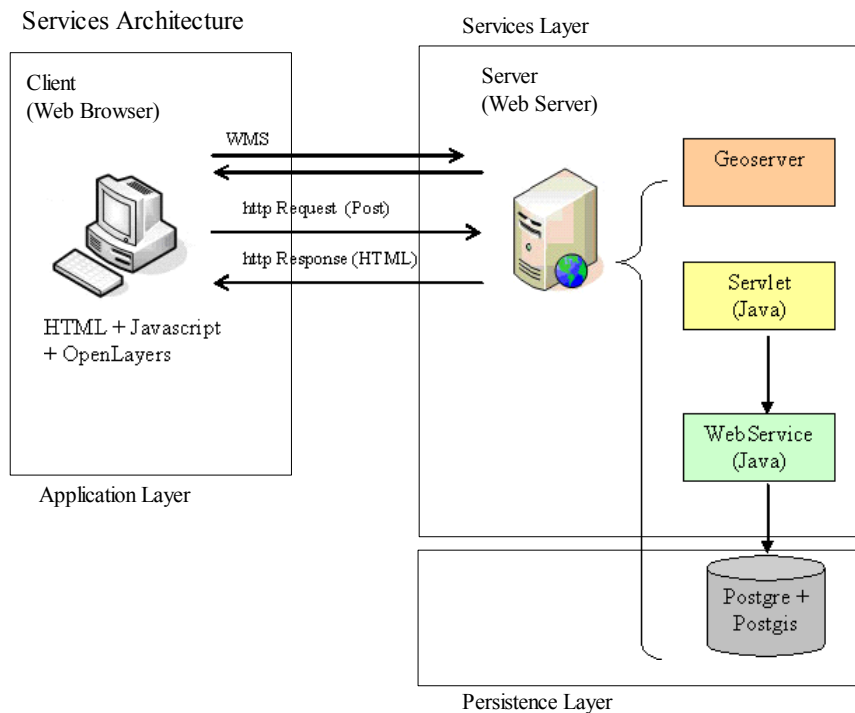 Services Architecture
Services Layer
Client
(Web Browser)
Server
(Web Server)
WMS
http Request (Post)
http Response (HTML)
HTML + Javascript
+ OpenLayers
Application Layer
Geoserver
Servlet
(Java)
WebService
(Java)
Postgre +
Postgis
Persistence Layer